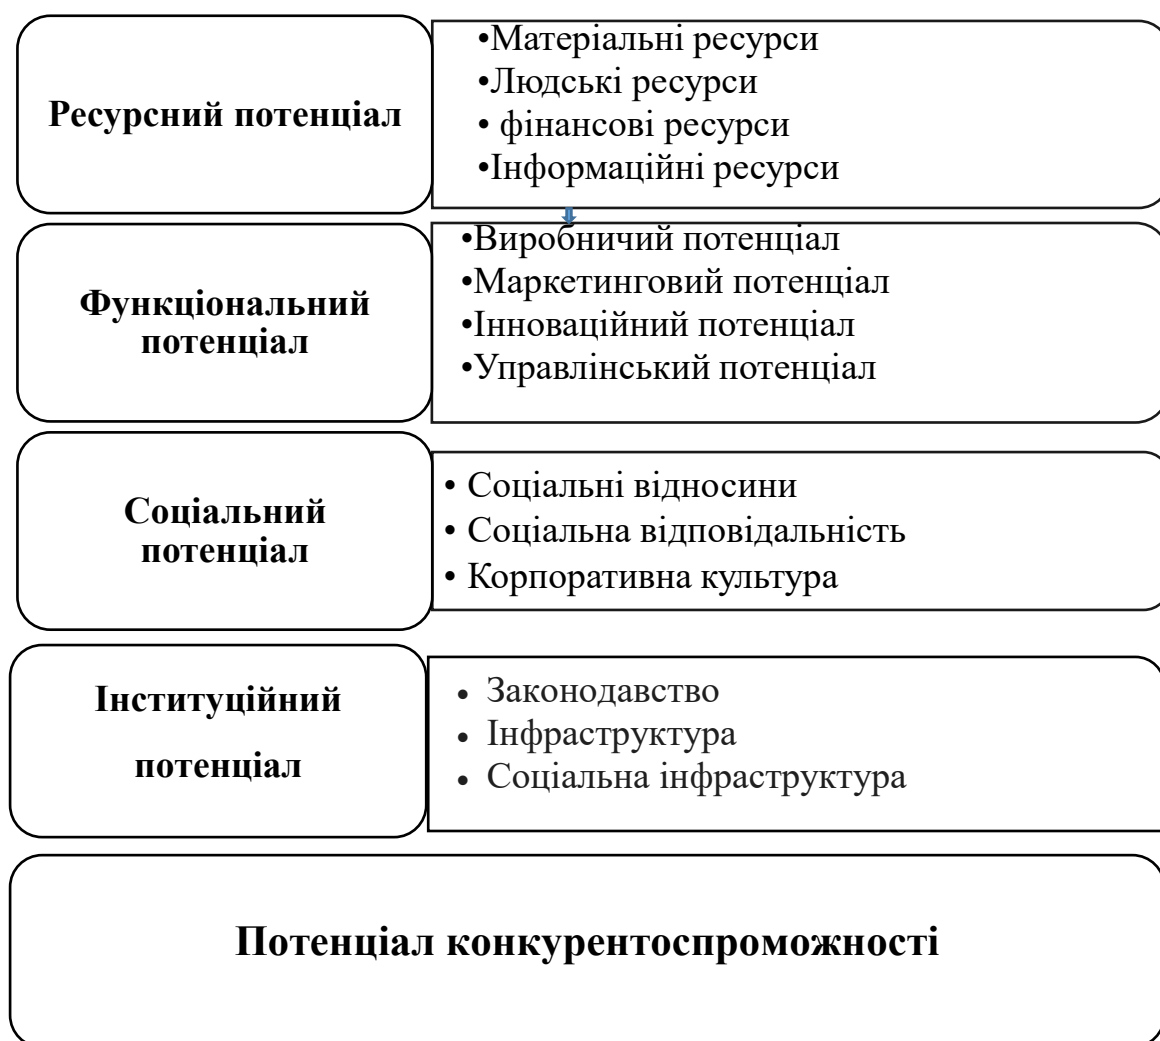 Ресурсний потенціал
•Матеріальні ресурси
•Людські ресурси
• фінансові ресурси
•Інформаційні ресурси
Функціональний
потенціал
•Виробничий потенціал
•Маркетинговий потенціал
•Інноваційний потенціал
•Управлінський потенціал
Соціальний
потенціал
• Соціальні відносини
• Соціальна відповідальність
• Корпоративна культура
Інституційний
потенціал
• Законодавство
• Інфраструктура
• Соціальна інфраструктура
Потенціал конкурентоспроможності